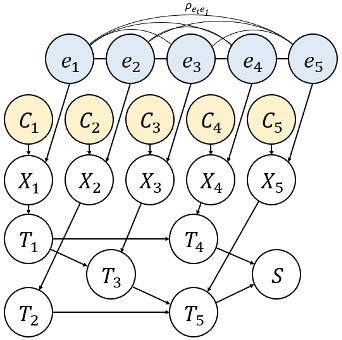 ρ_{e_i e_j}
e_1 e_2 e_3 e_4 e_5
C_1 C_2 C_3 C_4 C_5
X_1 X_2 X_3 X_4 X_5
T_1 T_4
T_3 S
T_2 T_5